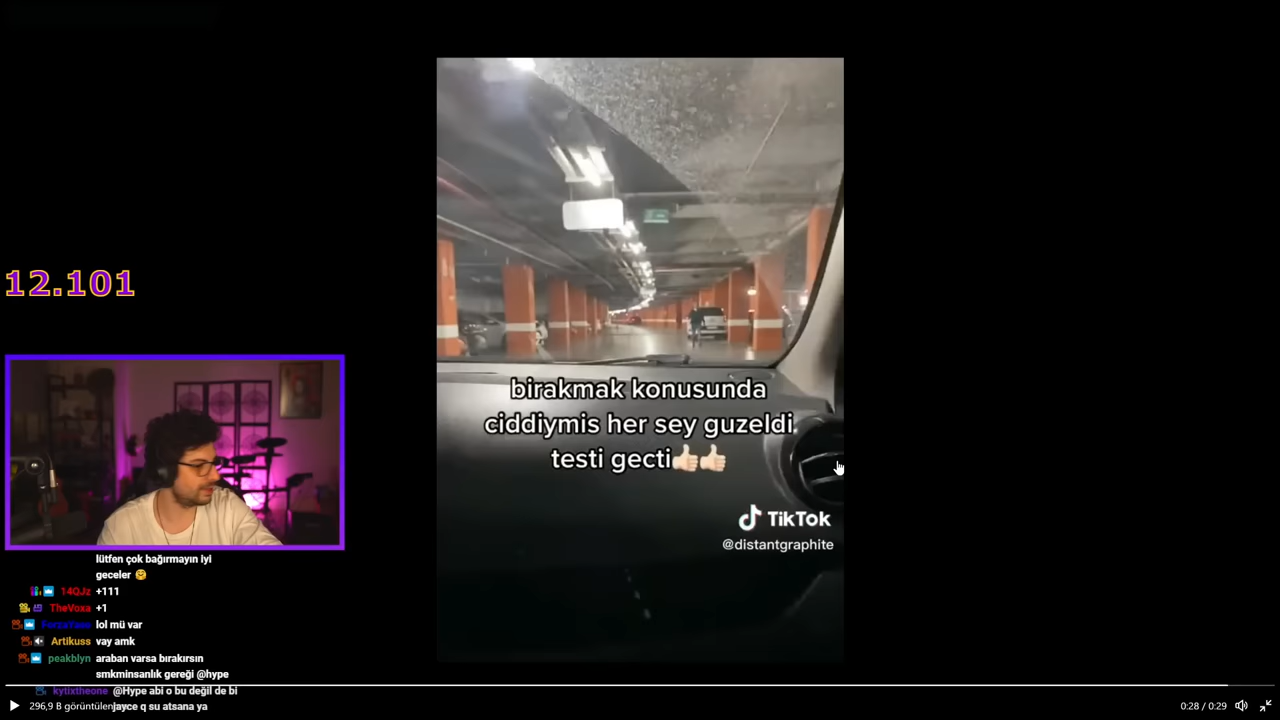 12.101
birakmak konusunda
ciddiymis her sey guzeldi
testi gecti👍🏻👍🏻
TikTok
@distantgraphite
lütfen çok bağırmayın iyi
geceler 🤗
14QJz +111
TheVoxa +1
lol mü var
Artikuss vay amk
peakblyn araban varsa bırakırsın
smkminsanlık gereği @hype
kytixtheone @Hype abi o bu değil de bi
jayce q su atsana ya
296,9 B görüntülenme
0:28 / 0:29